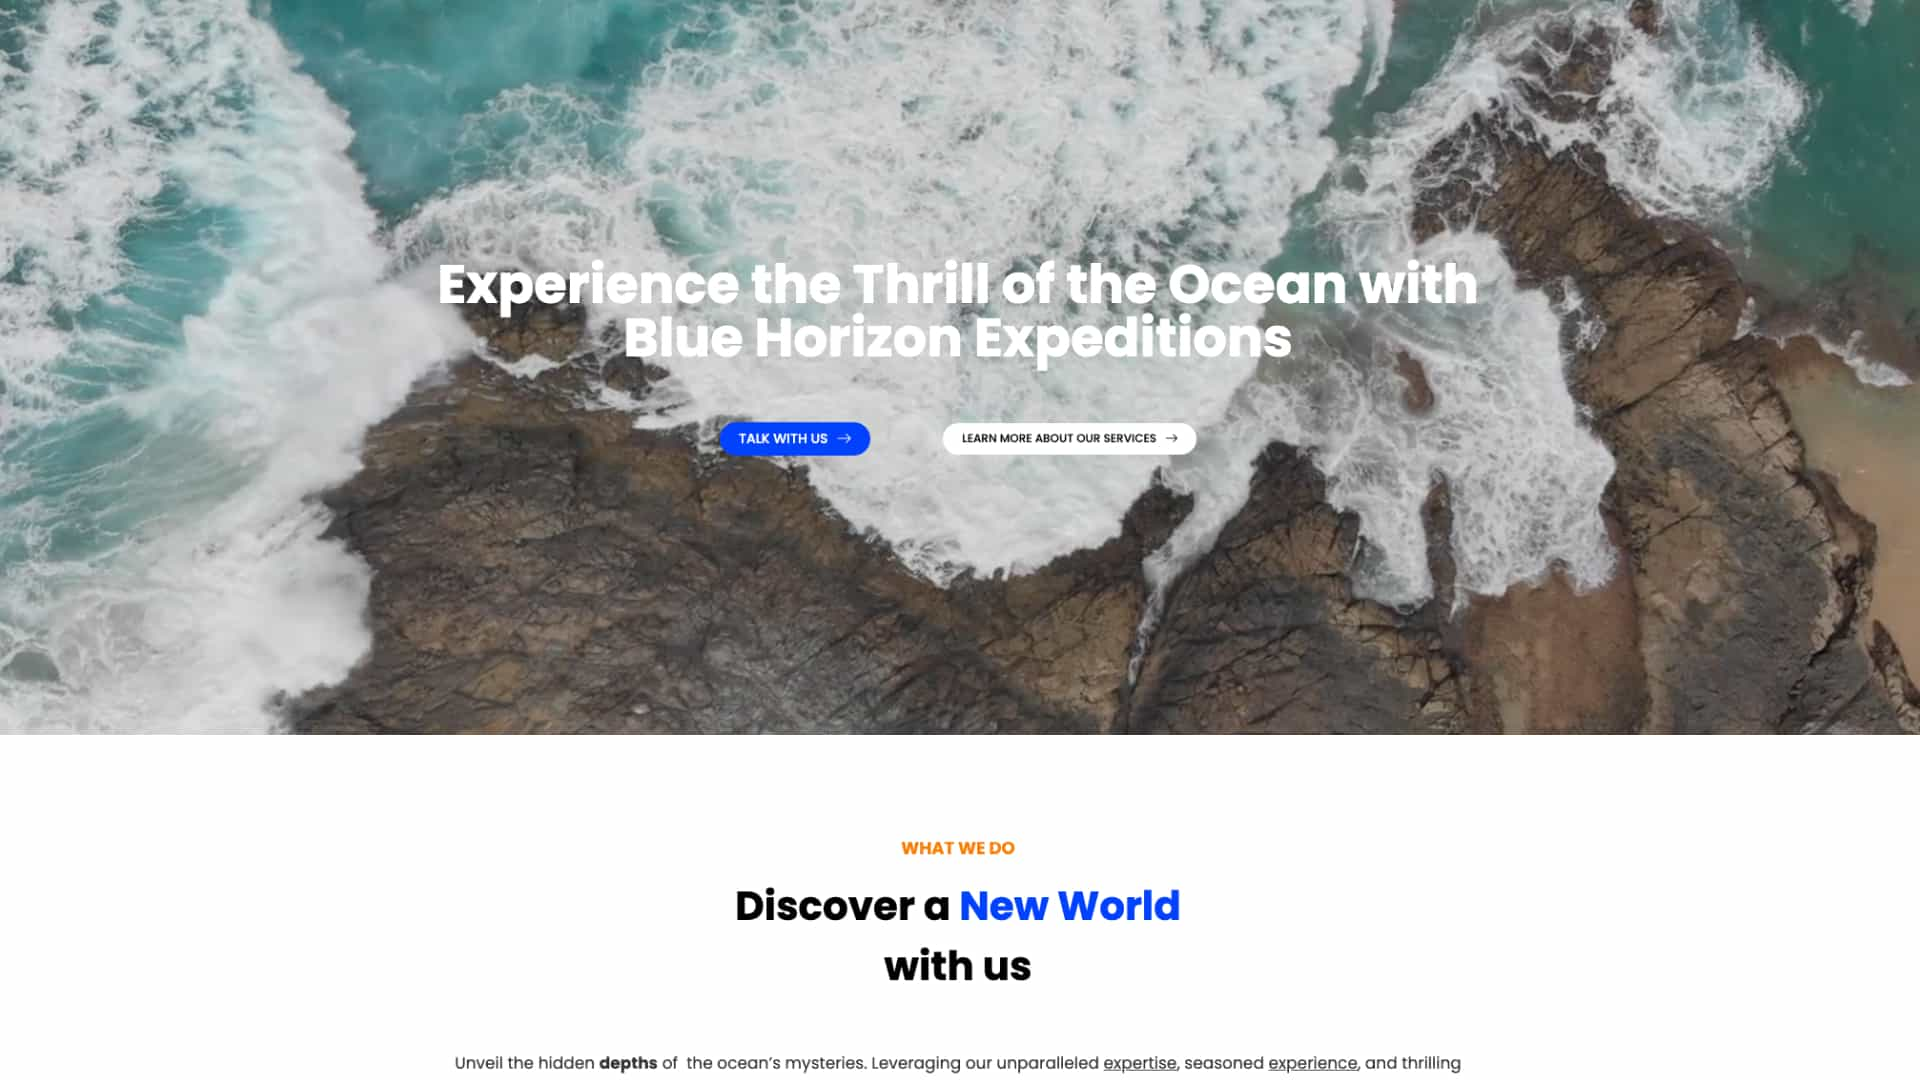 Experience the Thrill of the Ocean with
Blue Horizon Expeditions
TALK WITH US →
LEARN MORE ABOUT OUR SERVICES →
WHAT WE DO
Discover a New World
with us
Unveil the hidden depths of  the ocean’s mysteries. Leveraging our unparalleled expertise, seasoned experience, and thrilling